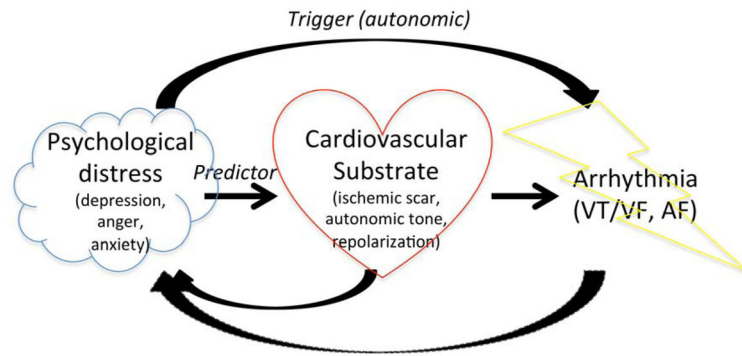 Trigger (autonomic)
Psychological
distress
(depression,
anger,
anxiety)
Predictor
Cardiovascular
Substrate
(ischemic scar,
autonomic tone,
repolarization)
Arrhythmia
(VT/VF, AF)